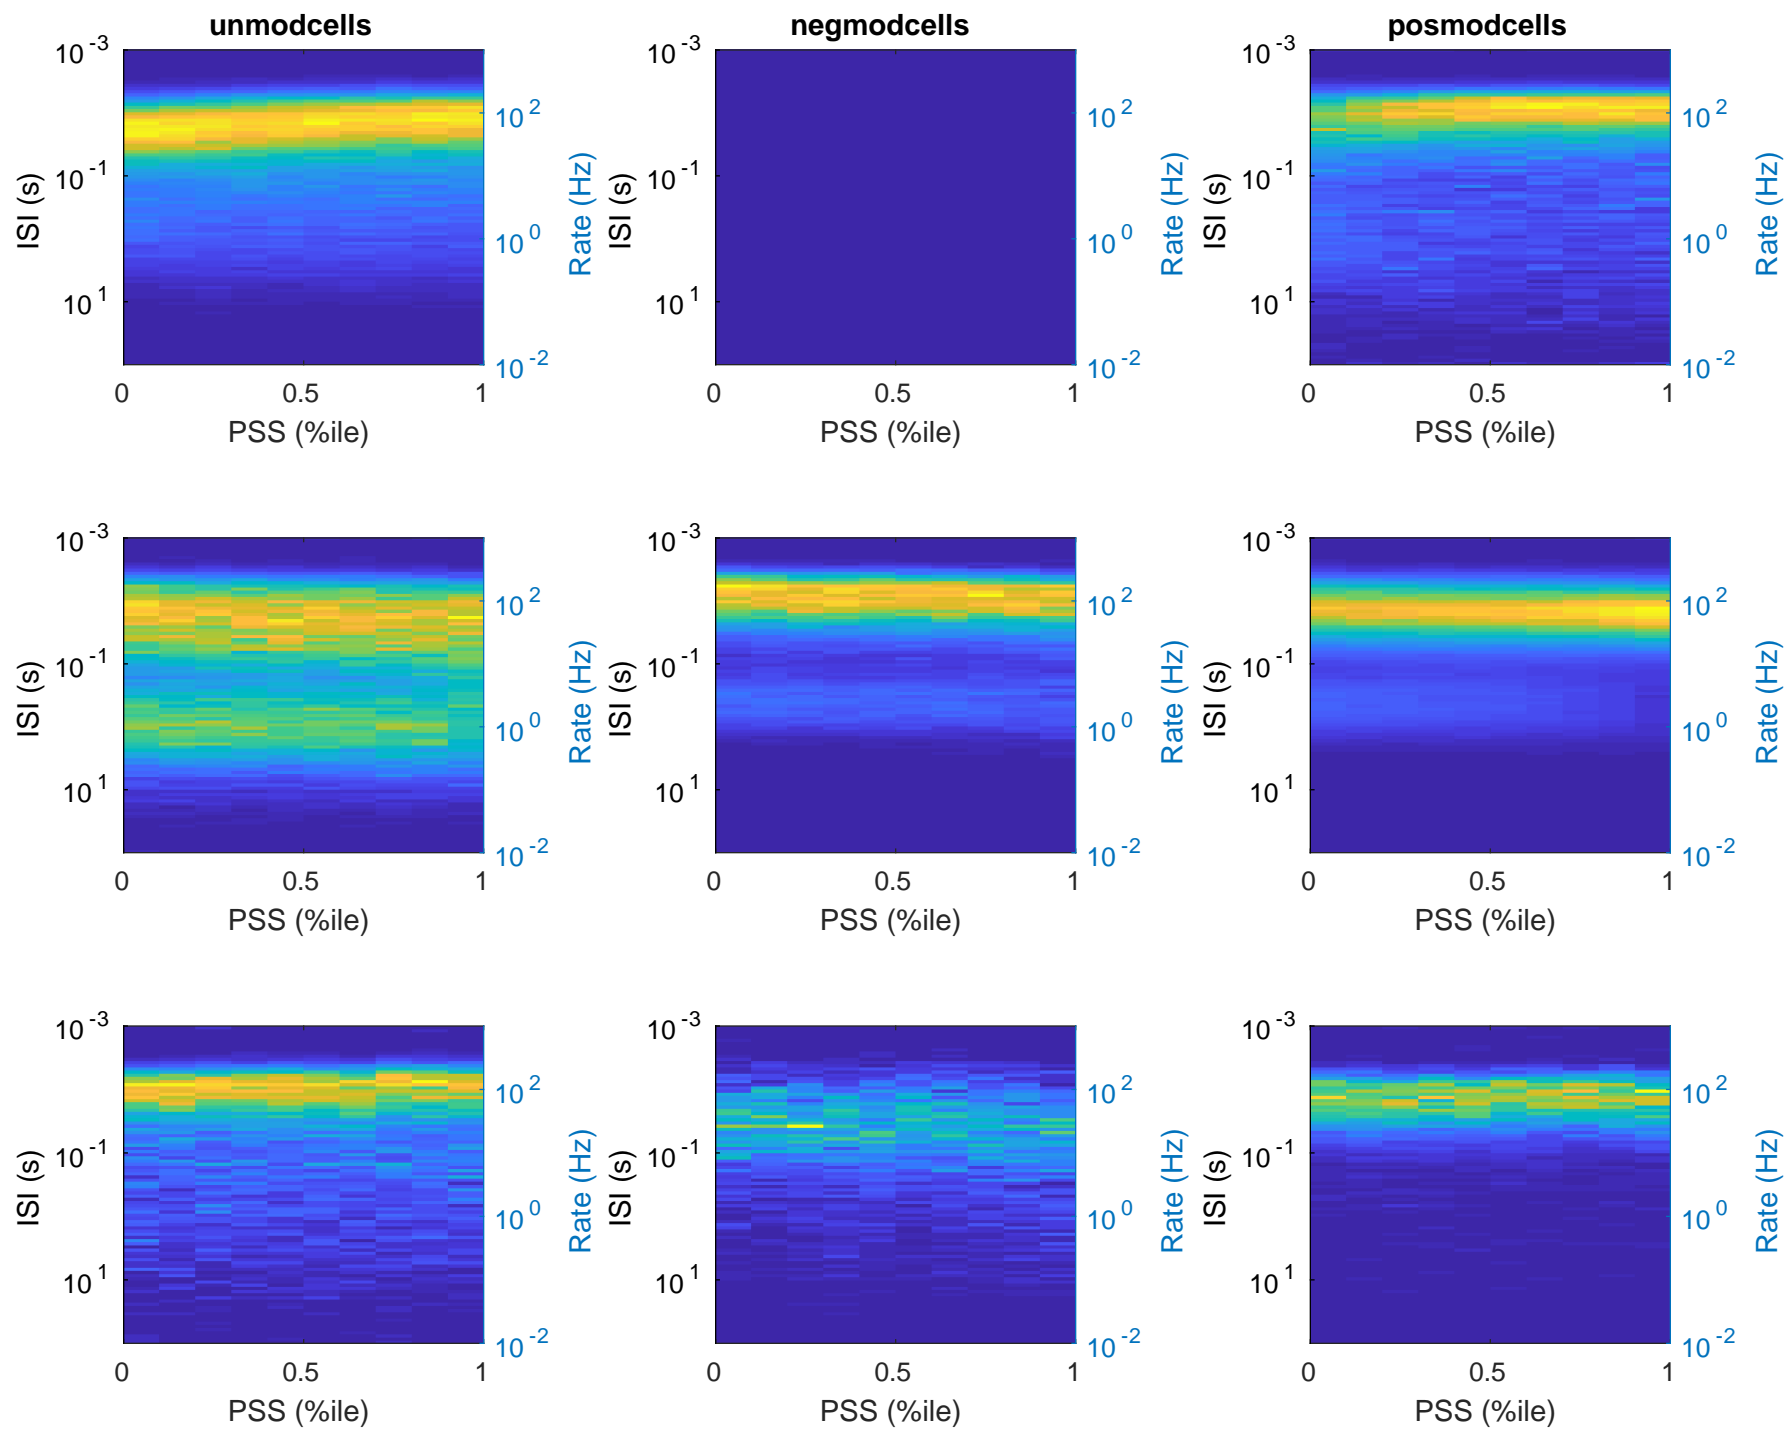 unmodcells negmodcells posmodcells
10^-3 10^-3 10^-3
10^2 10^2 10^2
10^-1 10^-1 10^-1
10^0 10^0 10^0
10^1 10^1 10^1
10^-2 10^-2 10^-2
ISI (s) Rate (Hz) ISI (s) Rate (Hz) ISI (s) Rate (Hz)
0 0.5 1 0 0.5 1 0 0.5 1
PSS (%ile) PSS (%ile) PSS (%ile)
10^-3 10^-3 10^-3
10^2 10^2 10^2
10^-1 10^-1 10^-1
10^0 10^0 10^0
10^1 10^1 10^1
10^-2 10^-2 10^-2
ISI (s) Rate (Hz) ISI (s) Rate (Hz) ISI (s) Rate (Hz)
0 0.5 1 0 0.5 1 0 0.5 1
PSS (%ile) PSS (%ile) PSS (%ile)
10^-3 10^-3 10^-3
10^2 10^2 10^2
10^-1 10^-1 10^-1
10^0 10^0 10^0
10^1 10^1 10^1
10^-2 10^-2 10^-2
ISI (s) Rate (Hz) ISI (s) Rate (Hz) ISI (s) Rate (Hz)
0 0.5 1 0 0.5 1 0 0.5 1
PSS (%ile) PSS (%ile) PSS (%ile)